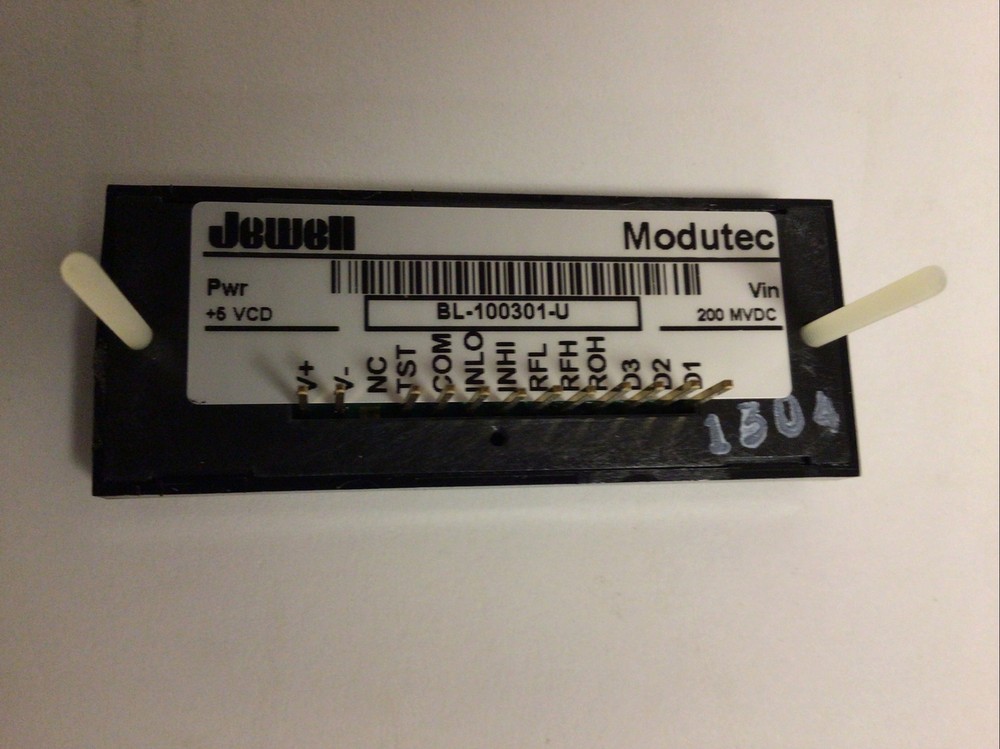 Jewell Modutec
Pwr Vin
+5 VCD BL-100301-U 200 MVDC
V+ V- NC TST COM INLO INHI RFL RFH ROH D3 D2 D1
1304